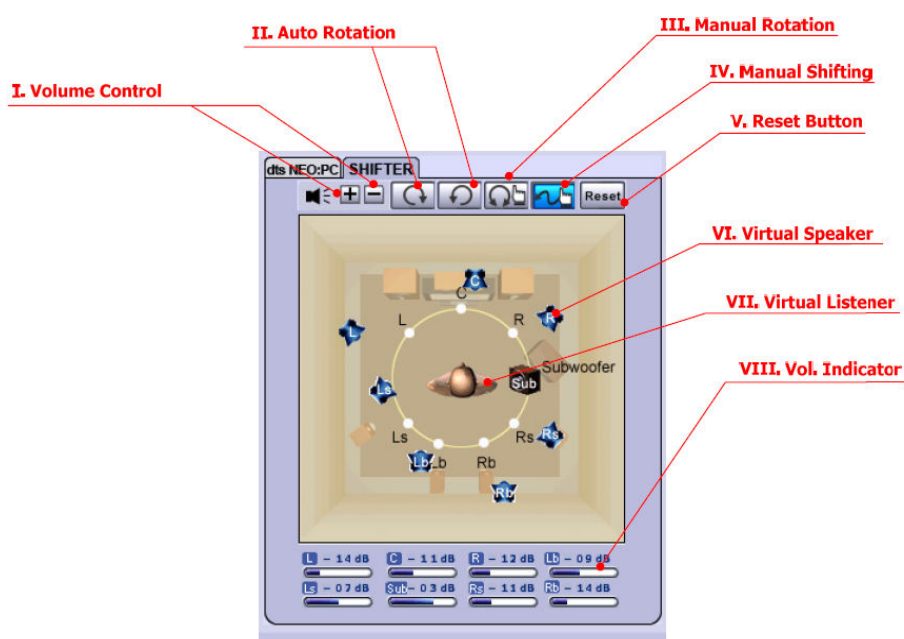 III. Manual Rotation
II. Auto Rotation
IV. Manual Shifting
I. Volume Control
V. Reset Button
dts NEO:PC SHIFTER
Reset
VI. Virtual Speaker
C
C
L
R
R
L
VII. Virtual Listener
Subwoofer
Sub
VIII. Vol. Indicator
Ls
Ls
Rs
Rs
Lb
Lb
Rb
Rb
L - 14 dB C - 11 dB R - 12 dB Lb - 09 dB
Ls - 07 dB Sub - 03 dB Rs - 11 dB Rb - 14 dB